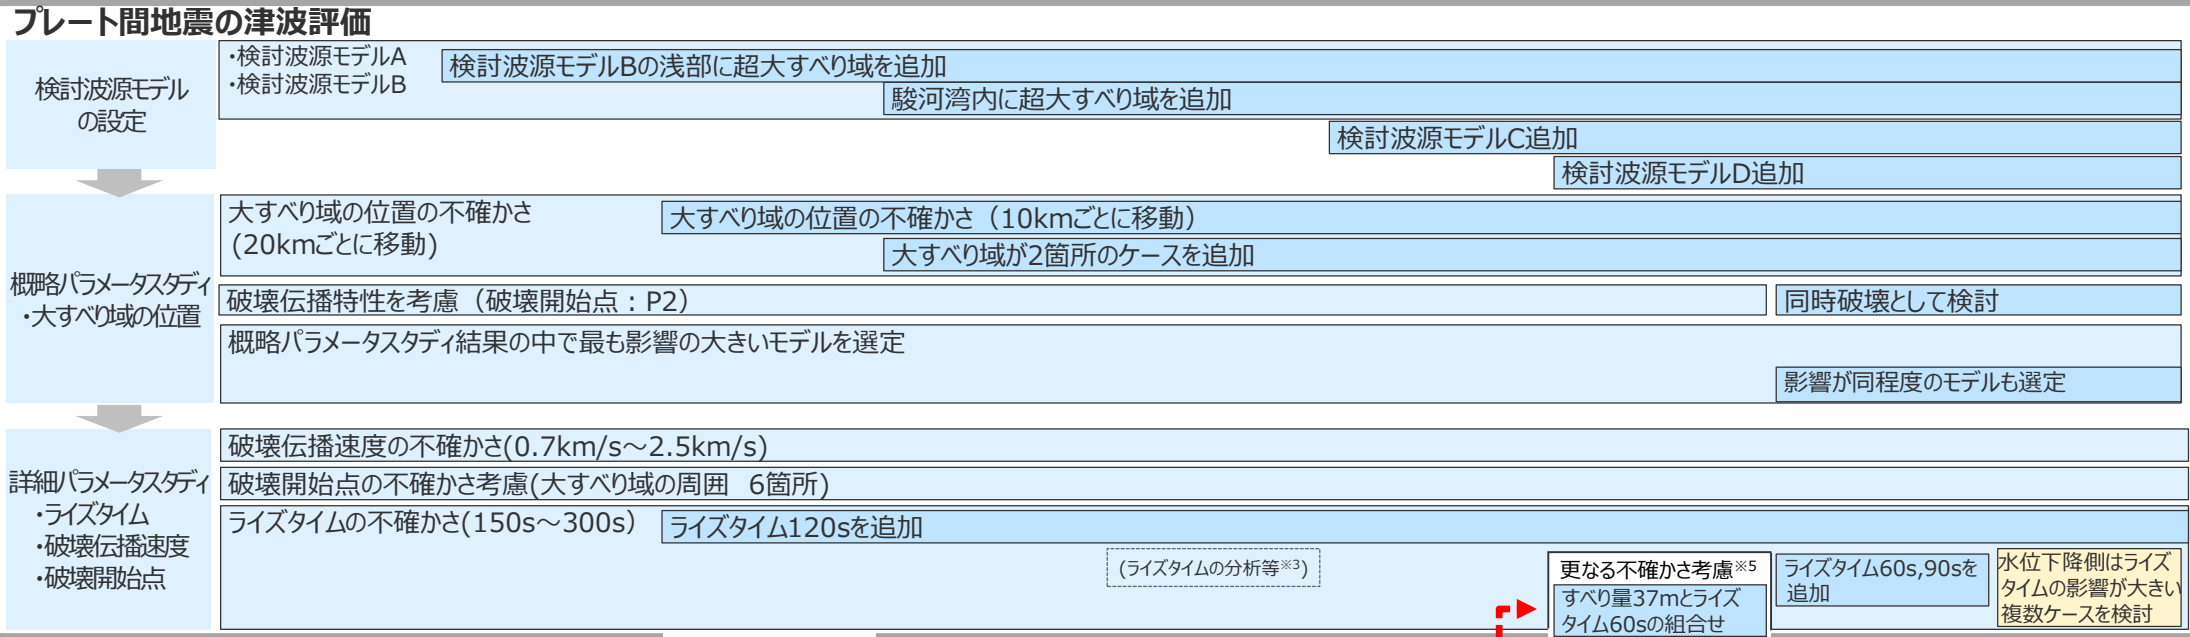 プレート間地震の津波評価
検討波源モデル
の設定
・検討波源モデルA
・検討波源モデルB
検討波源モデルBの浅部に超大すべり域を追加
駿河湾内に超大すべり域を追加
検討波源モデルC追加
検討波源モデルD追加
概略パラメータスタディ
・大すべり域の位置
大すべり域の位置の不確かさ
(20kmごとに移動)
大すべり域の位置の不確かさ（10kmごとに移動）
大すべり域が2箇所のケースを追加
破壊伝播特性を考慮（破壊開始点：P2）
同時破壊として検討
概略パラメータスタディ結果の中で最も影響の大きいモデルを選定
影響が同程度のモデルも選定
詳細パラメータスタディ
・ライズタイム
・破壊伝播速度
・破壊開始点
破壊伝播速度の不確かさ(0.7km/s～2.5km/s)
破壊開始点の不確かさ考慮(大すべり域の周囲　6箇所)
ライズタイムの不確かさ(150s～300s）
ライズタイム120sを追加
(ライズタイムの分析等※3)
更なる不確かさ考慮※5
すべり量37mとライズ
タイム60sの組合せ
ライズタイム60s,90sを
追加
水位下降側はライズ
タイムの影響が大きい
複数ケースを検討